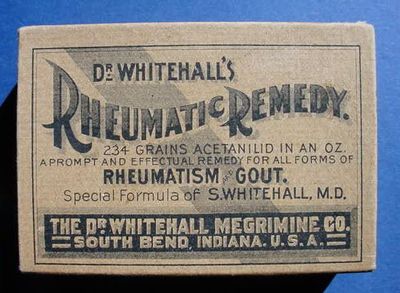 DR WHITEHALL'S
RHEUMATIC REMEDY.
234 GRAINS ACETANILID IN AN OZ.
A PROMPT AND EFFECTUAL REMEDY FOR ALL FORMS OF
RHEUMATISM AND GOUT.
Special Formula of S. WHITEHALL, M.D.
THE DR WHITEHALL MEGRIMINE CO.
SOUTH BEND, INDIANA. U.S.A.